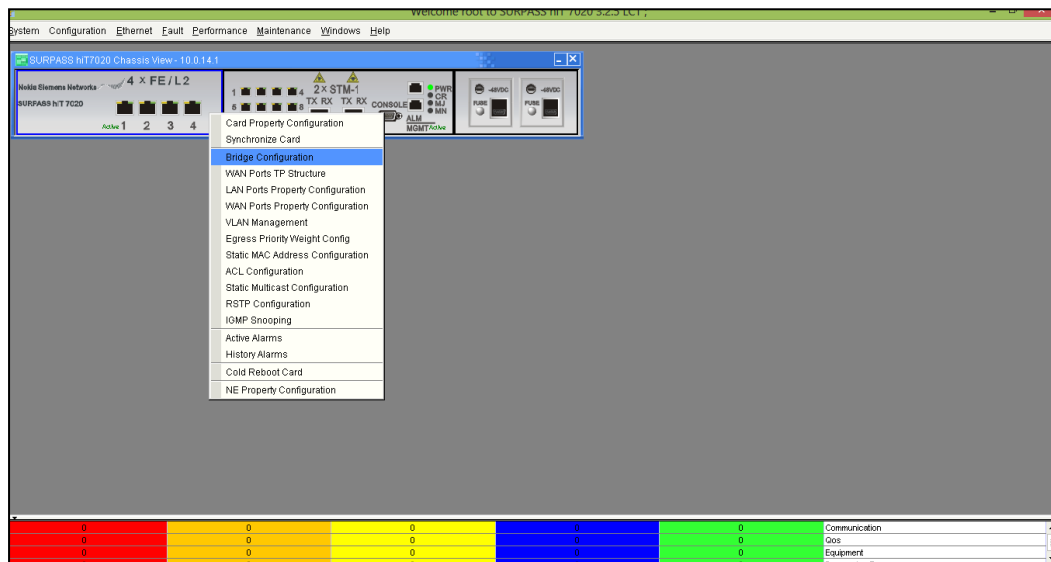 Welcome root to SURPASS hiT 7020 3.2.5 LCT ;
System Configuration Ethernet Fault Performance Maintenance Windows Help
SURPASS hiT7020 Chassis View - 10.0.14.1
Nokia Siemens Networks
SURPASS hiT 7020
4 × FE/L2
Active 1 2 3 4
1 4
5 8
2× STM-1
TX RX TX RX
CONSOLE
PWR
CR
MJ
MN
ALM
MGMT Active
-48VDC
-48VDC
FUSE
FUSE
Card Property Configuration
Synchronize Card
Bridge Configuration
WAN Ports TP Structure
LAN Ports Property Configuration
WAN Ports Property Configuration
VLAN Management
Egress Priority Weight Config
Static MAC Address Configuration
ACL Configuration
Static Multicast Configuration
RSTP Configuration
IGMP Snooping
Active Alarms
History Alarms
Cold Reboot Card
NE Property Configuration
0 0 0 0 0 Communication
0 0 0 0 0 Qos
0 0 0 0 0 Equipment